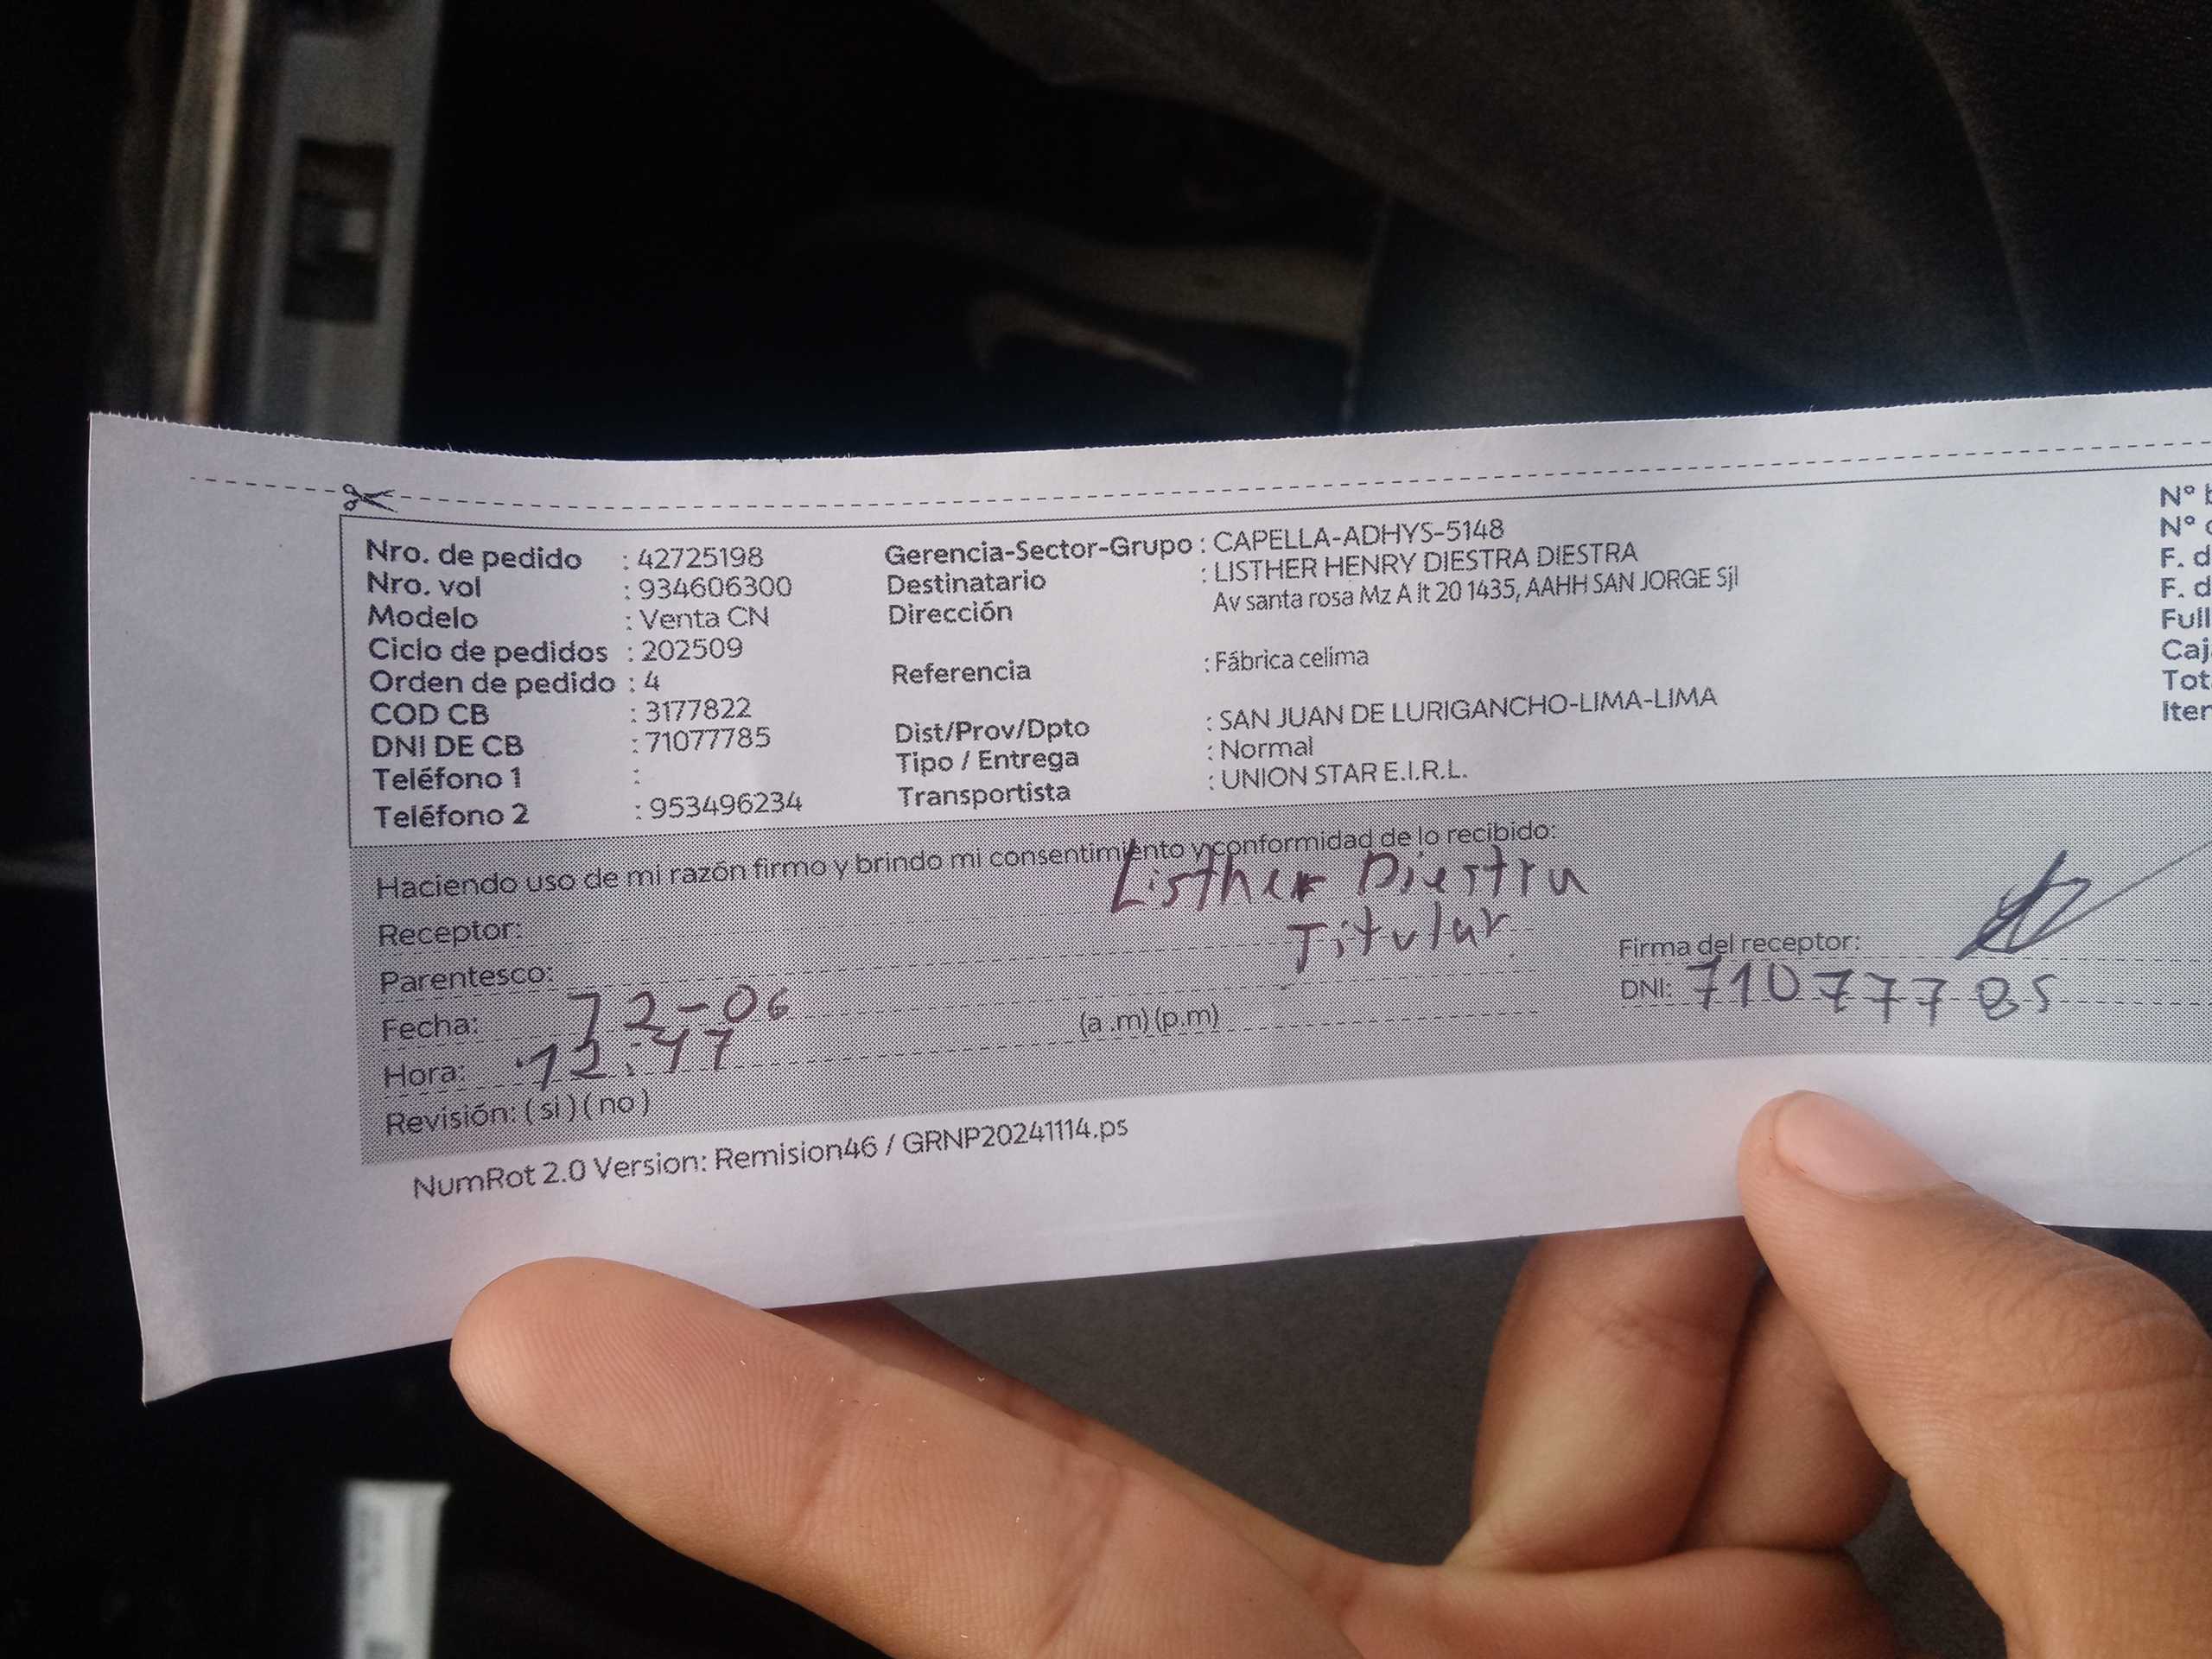 Nro. de pedido : 42725198
Nro. vol : 934606300
Modelo : Venta CN
Ciclo de pedidos : 202509
Orden de pedido : 4
COD CB : 3177822
DNI DE CB : 71077785
Teléfono 1 :
Teléfono 2 : 953496234
Gerencia-Sector-Grupo : CAPELLA-ADHYS-5148
Destinatario : LISTHER HENRY DIESTRA DIESTRA
Dirección Av santa rosa Mz A lt 20 1435, AAHH SAN JORGE Sjl
Referencia : Fábrica celima
Dist/Prov/Dpto : SAN JUAN DE LURIGANCHO-LIMA-LIMA
Tipo / Entrega : Normal
Transportista : UNION STAR E.I.R.L.
N°
N°
F. d
F. d
Full
Caj
Tot
Haciendo uso de mi razón firmo y brindo mi consentimiento y conformidad de lo recibido:
Receptor: Listher Diestra
Parentesco: Titular
Fecha: 12-06
Hora: 12:47 (a .m) (p.m)
Revisión: ( si ) ( no )
Firma del receptor:
DNI: 71077785
NumRot 2.0 Version: Remision46 / GRNP20241114.ps